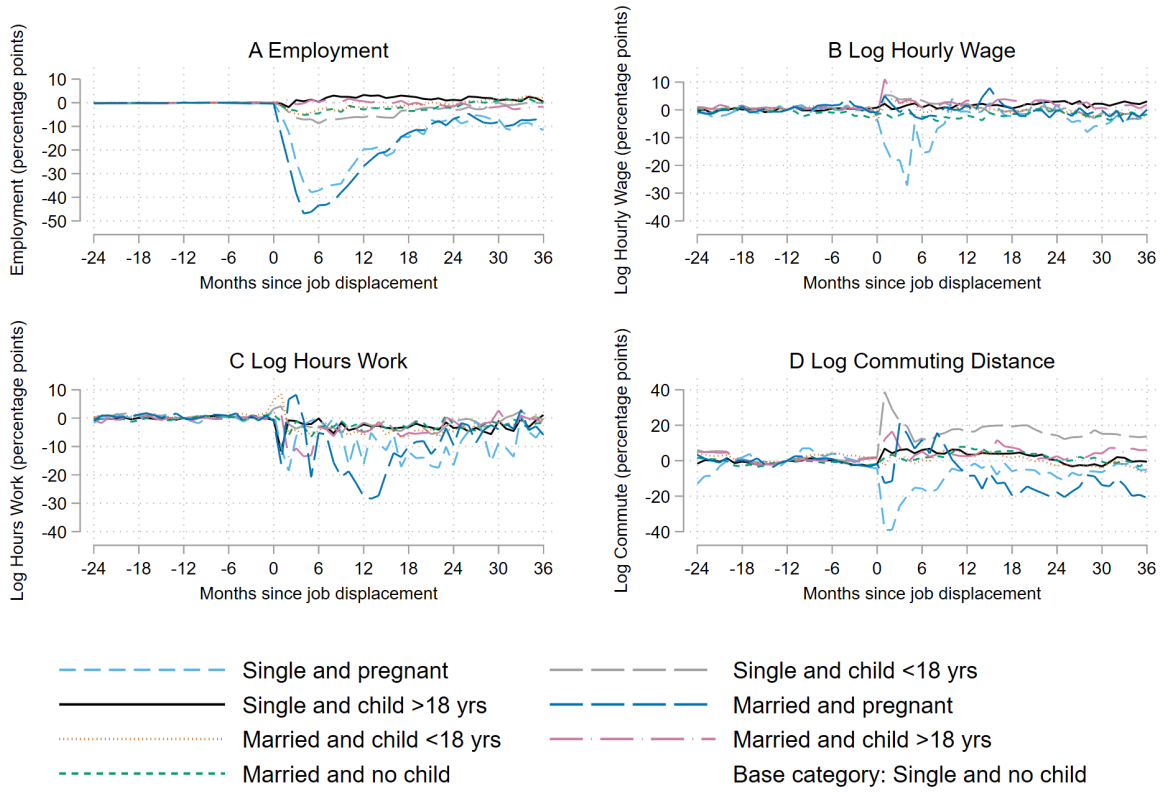 A Employment
Employment (percentage points)
10
0
-10
-20
-30
-40
-50
-24 -18 -12 -6 0 6 12 18 24 30 36
Months since job displacement
B Log Hourly Wage
Log Hourly Wage (percentage points)
10
0
-10
-20
-30
-40
-24 -18 -12 -6 0 6 12 18 24 30 36
Months since job displacement
C Log Hours Work
Log Hours Work (percentage points)
10
0
-10
-20
-30
-40
-24 -18 -12 -6 0 6 12 18 24 30 36
Months since job displacement
D Log Commuting Distance
Log Commute (percentage points)
40
20
0
-20
40
-24 -18 -12 -6 0 6 12 18 24 30 36
Months since job displacement
Single and pregnant
Single and child <18 yrs
Single and child >18 yrs
Married and pregnant
Married and child <18 yrs
Married and child >18 yrs
Married and no child
Base category: Single and no child